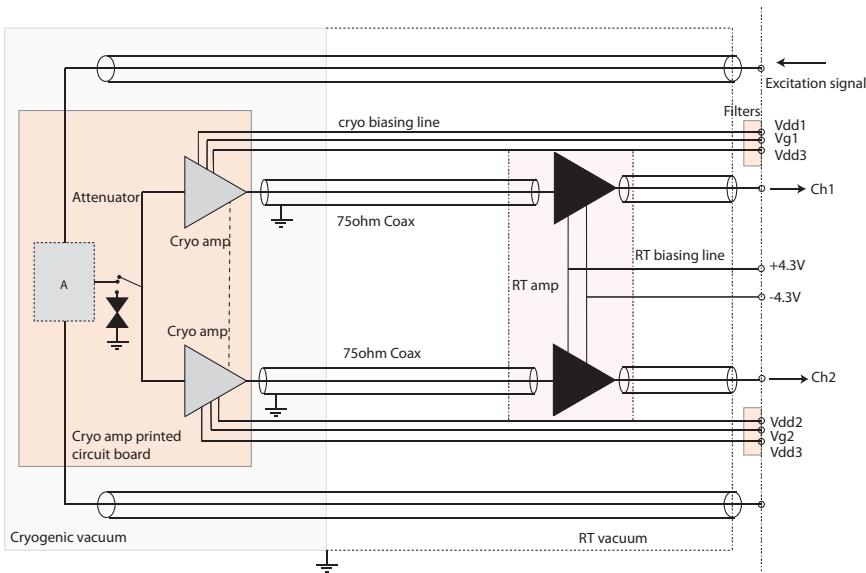 Excitation signal
Filters
cryo biasing line
Vdd1
Vg1
Vdd3
Attenuator
Ch1
75ohm Coax
Cryo amp
RT biasing line
+4.3V
A
RT amp
-4.3V
Cryo amp
75ohm Coax
Ch2
Vdd2
Cryo amp printed
circuit board
Vg2
Vdd3
Cryogenic vacuum
RT vacuum